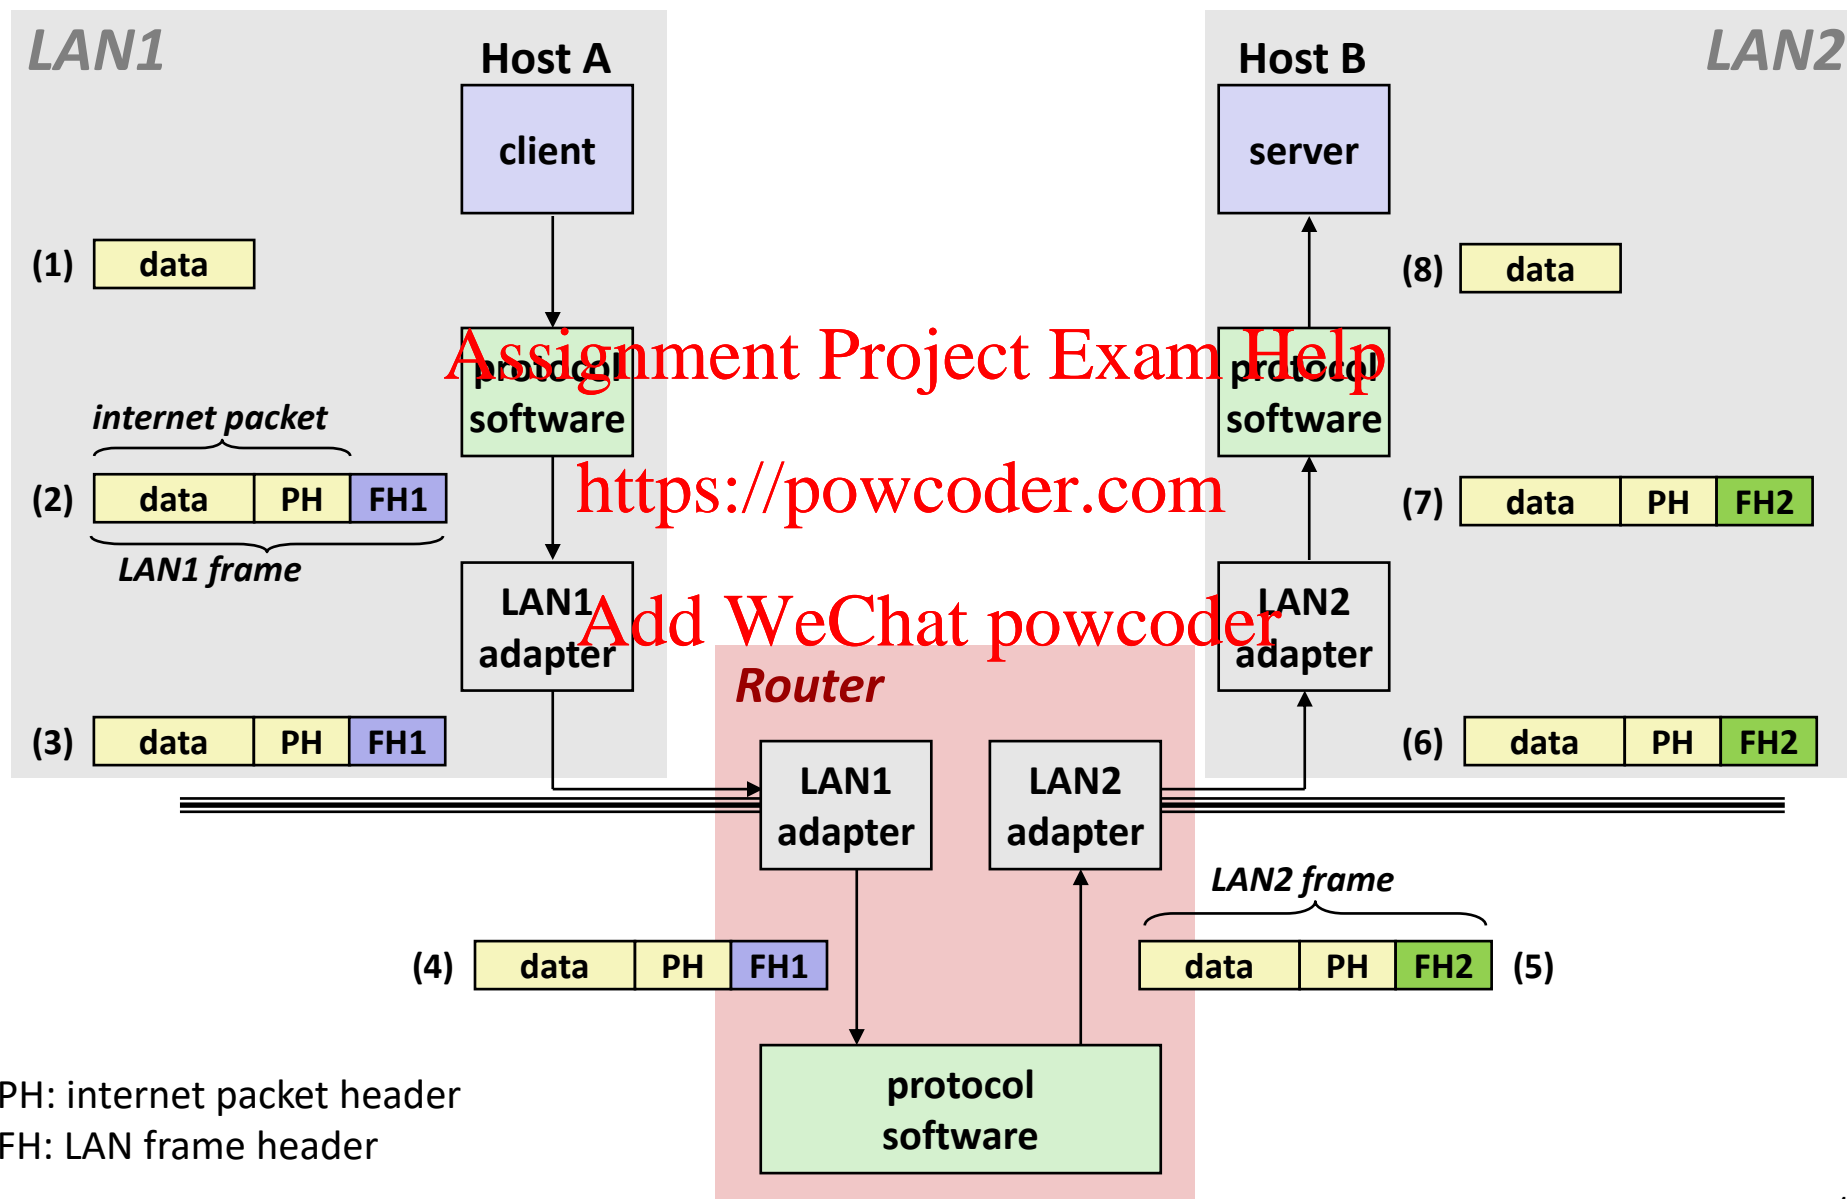 LAN1
Host A
Host B
LAN2
client
server
(1) data
(8) data
protocol
software
protocol
software
Assignment Project Exam Help
internet packet
(2) data PH FH1
LAN1 frame
https://powcoder.com
(7) data PH FH2
LAN1
adapter
LAN2
adapter
Add WeChat powcoder
Router
(3) data PH FH1
(6) data PH FH2
LAN1
adapter
LAN2
adapter
LAN2 frame
(4) data PH FH1
data PH FH2 (5)
protocol
software
PH: internet packet header
FH: LAN frame header